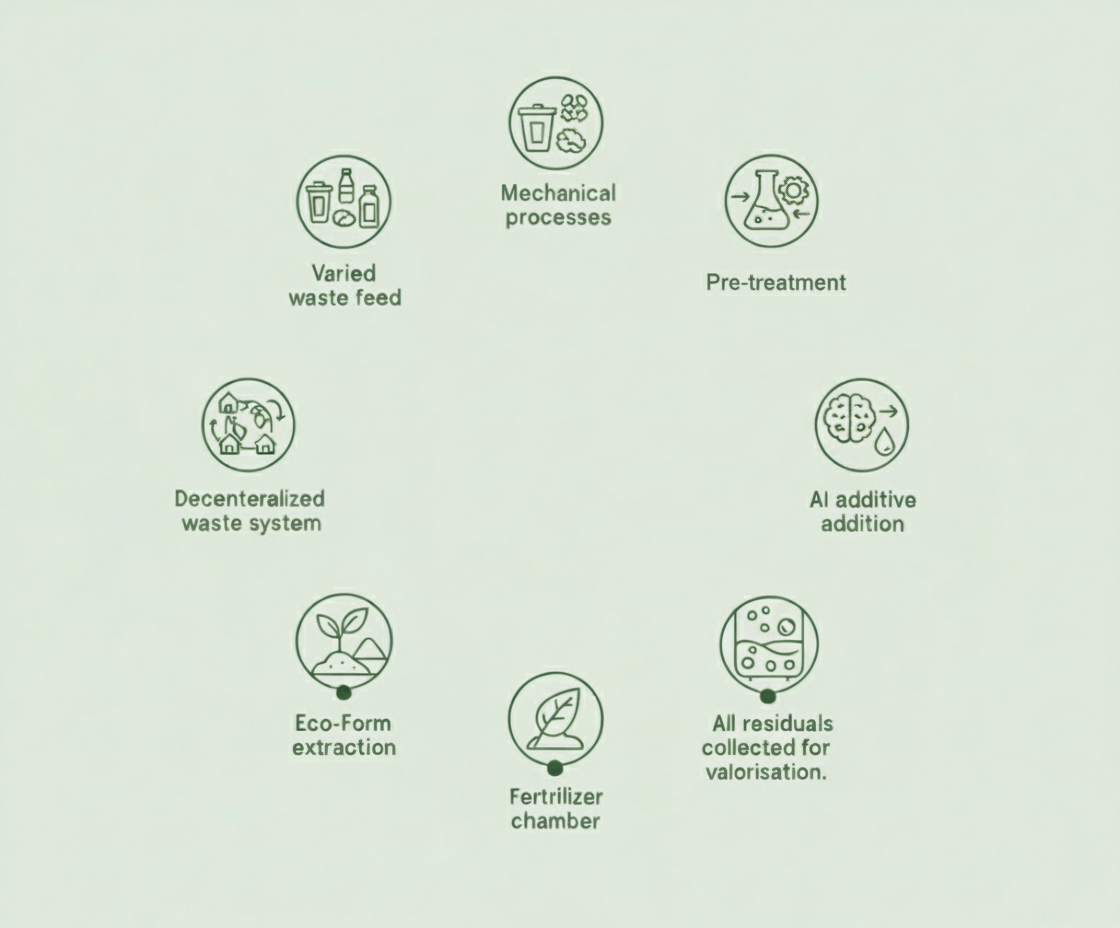 Mechanical
processes
Varied
waste feed
Pre-treatment
Decenteralized
waste system
AI additive
addition
Eco-Form
extraction
All residuals
collected for
valorisation.
Fertrilizer
chamber